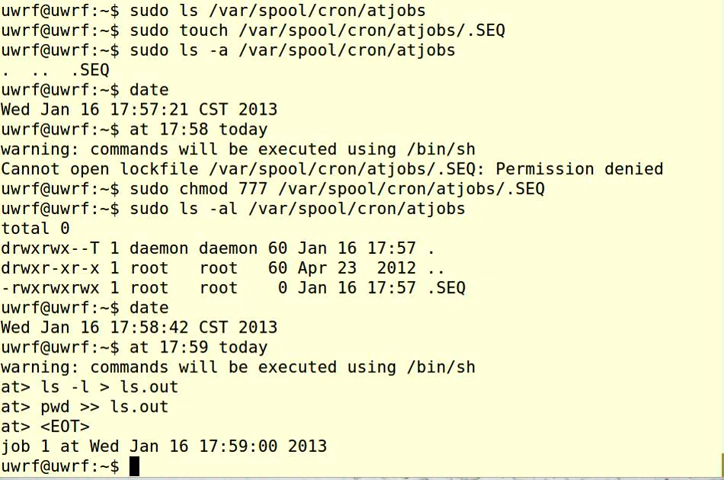 uwrf@uwrf:~$ sudo ls /var/spool/cron/atjobs
uwrf@uwrf:~$ sudo touch /var/spool/cron/atjobs/.SEQ
uwrf@uwrf:~$ sudo ls -a /var/spool/cron/atjobs
.  ..  .SEQ
uwrf@uwrf:~$ date
Wed Jan 16 17:57:21 CST 2013
uwrf@uwrf:~$ at 17:58 today
warning: commands will be executed using /bin/sh
Cannot open lockfile /var/spool/cron/atjobs/.SEQ: Permission denied
uwrf@uwrf:~$ sudo chmod 777 /var/spool/cron/atjobs/.SEQ
uwrf@uwrf:~$ sudo ls -al /var/spool/cron/atjobs
total 0
drwxrwx--T 1 daemon daemon 60 Jan 16 17:57 .
drwxr-xr-x 1 root   root   60 Apr 23  2012 ..
-rwxrwxrwx 1 root   root    0 Jan 16 17:57 .SEQ
uwrf@uwrf:~$ date
Wed Jan 16 17:58:42 CST 2013
uwrf@uwrf:~$ at 17:59 today
warning: commands will be executed using /bin/sh
at> ls -l > ls.out
at> pwd >> ls.out
at> <EOT>
job 1 at Wed Jan 16 17:59:00 2013
uwrf@uwrf:~$